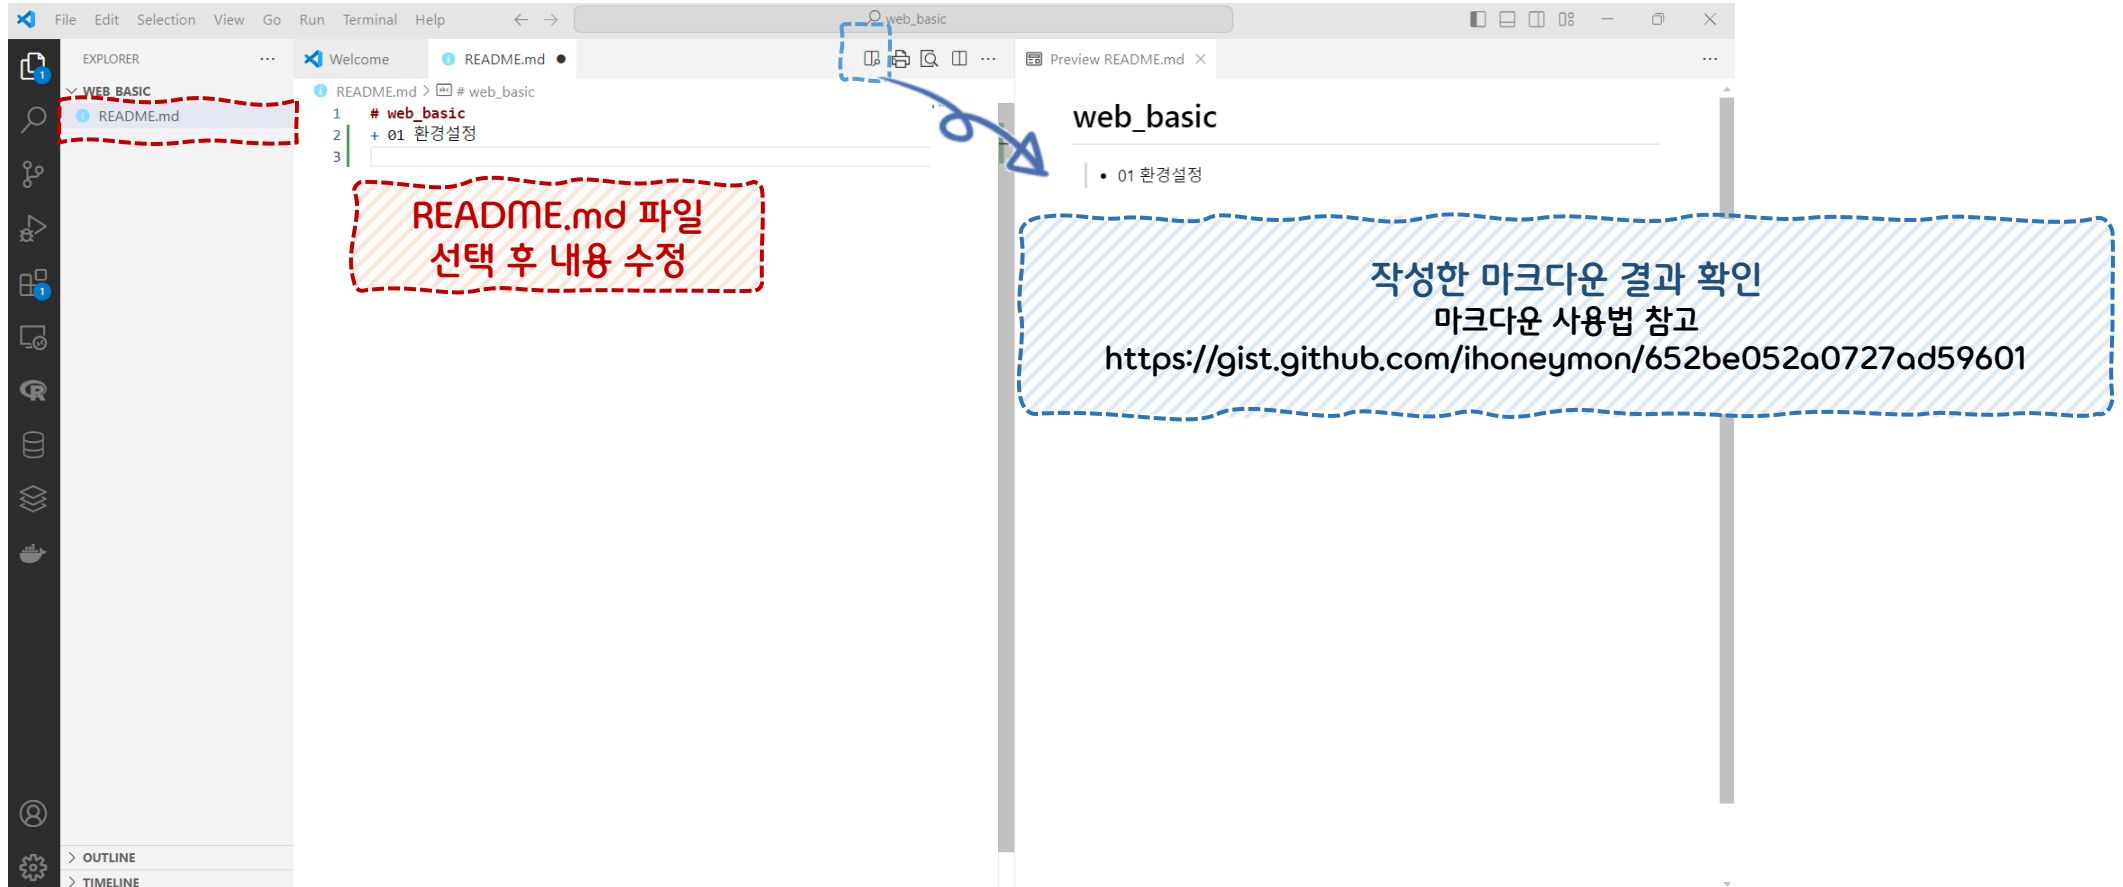 File Edit Selection View Go Run Terminal Help
web_basic
EXPLORER
WEB_BASIC
README.md
OUTLINE
TIMELINE
Welcome
README.md
README.md > # web_basic
1 # web_basic
2 + 01 환경설정
3
README.md 파일
선택 후 내용 수정
Preview README.md
web_basic
• 01 환경설정
작성한 마크다운 결과 확인
마크다운 사용법 참고
https://gist.github.com/ihoneymon/652be052a0727ad59601
1
1